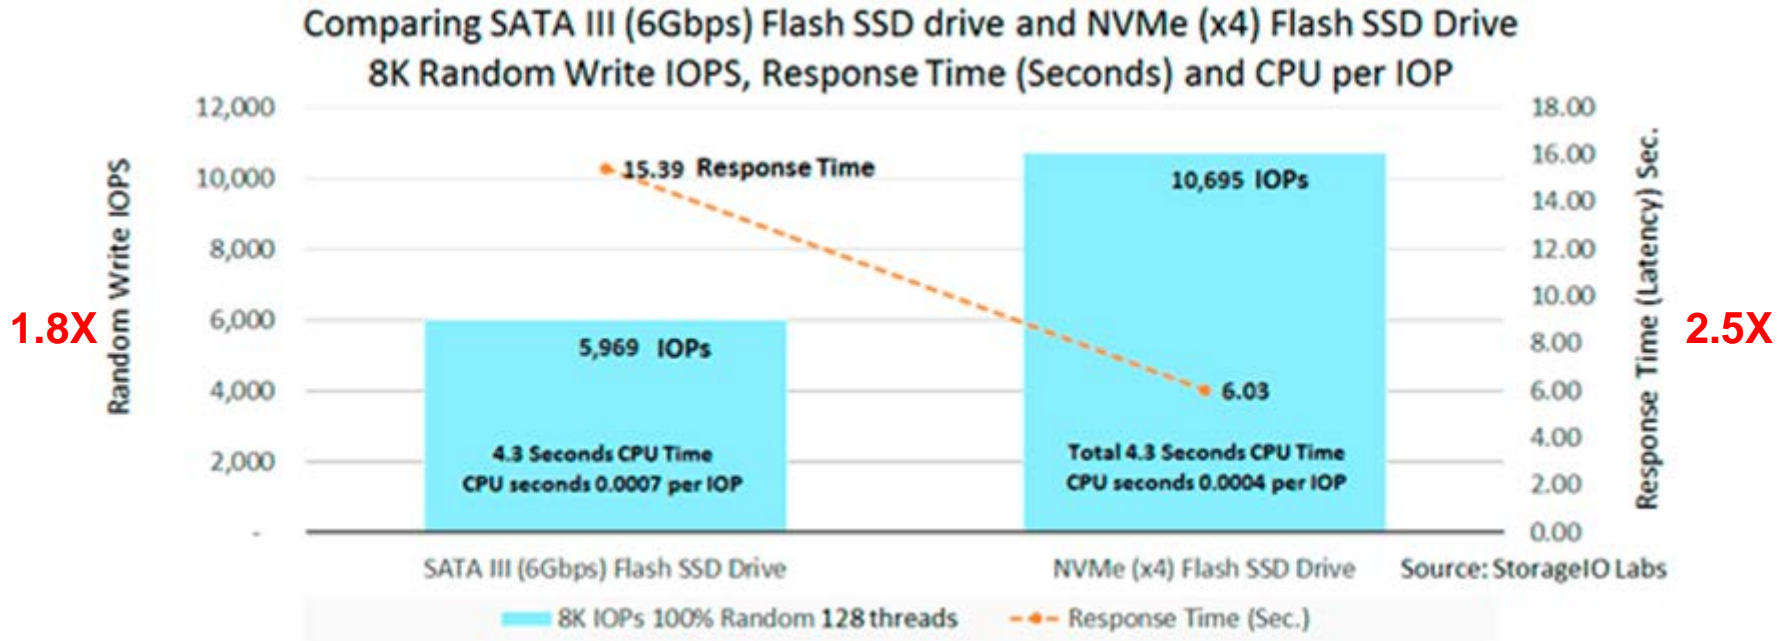 Comparing SATA III (6Gbps) Flash SSD drive and NVMe (x4) Flash SSD Drive
8K Random Write IOPS, Response Time (Seconds) and CPU per IOP
1.8X
Random Write IOPS
12,000
10,000
8,000
6,000
4,000
2,000
-
15.39 Response Time
5,969 IOPs
4.3 Seconds CPU Time
CPU seconds 0.0007 per IOP
10,695 IOPs
6.03
Total 4.3 Seconds CPU Time
CPU seconds 0.0004 per IOP
18.00
16.00
14.00
12.00
10.00
8.00
6.00
4.00
2.00
0.00
Response Time (Latency) Sec.
2.5X
SATA III (6Gbps) Flash SSD Drive
NVMe (x4) Flash SSD Drive
Source: StorageIO Labs
8K IOPs 100% Random 128 threads
Response Time (Sec.)